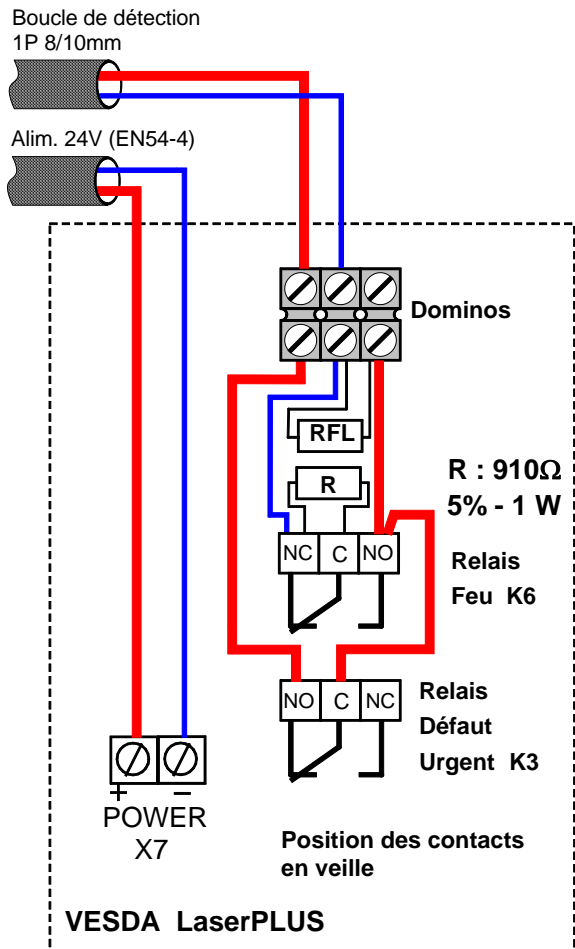 Boucle de détection
1P 8/10mm
Alim. 24V (EN54-4)
Dominos
RFL
R
R : 910Ω
5% - 1 W
NC C NO
Relais
Feu K6
NO C NC
Relais
Défaut
Urgent K3
+ −
POWER
X7
Position des contacts
en veille
VESDA LaserPLUS